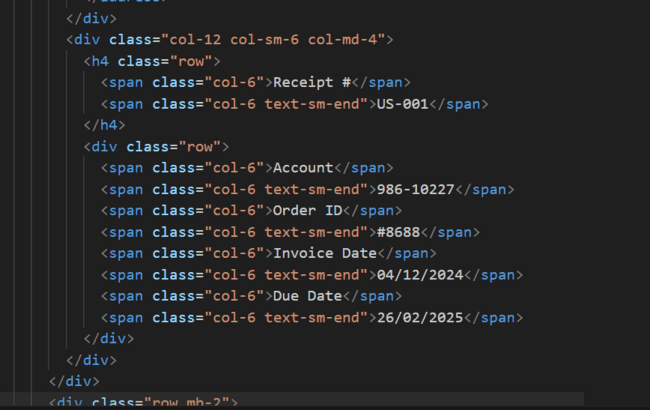 </address>
</div>
<div class="col-12 col-sm-6 col-md-4">
<h4 class="row">
<span class="col-6">Receipt #</span>
<span class="col-6 text-sm-end">US-001</span>
</h4>
<div class="row">
<span class="col-6">Account</span>
<span class="col-6 text-sm-end">986-10227</span>
<span class="col-6">Order ID</span>
<span class="col-6 text-sm-end">#8688</span>
<span class="col-6">Invoice Date</span>
<span class="col-6 text-sm-end">04/12/2024</span>
<span class="col-6">Due Date</span>
<span class="col-6 text-sm-end">26/02/2025</span>
</div>
</div>
</div>
<div class="row mb-2">